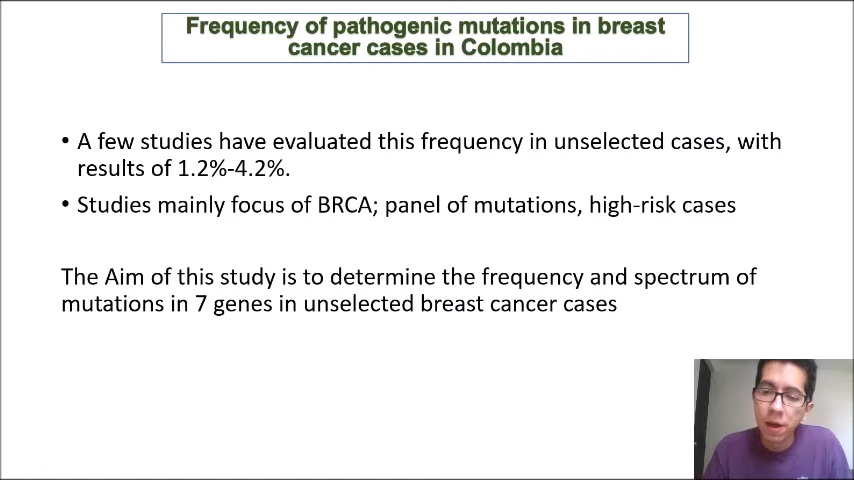 Frequency of pathogenic mutations in breast
cancer cases in Colombia
• A few studies have evaluated this frequency in unselected cases, with
results of 1.2%-4.2%.
• Studies mainly focus of BRCA; panel of mutations, high-risk cases
The Aim of this study is to determine the frequency and spectrum of
mutations in 7 genes in unselected breast cancer cases